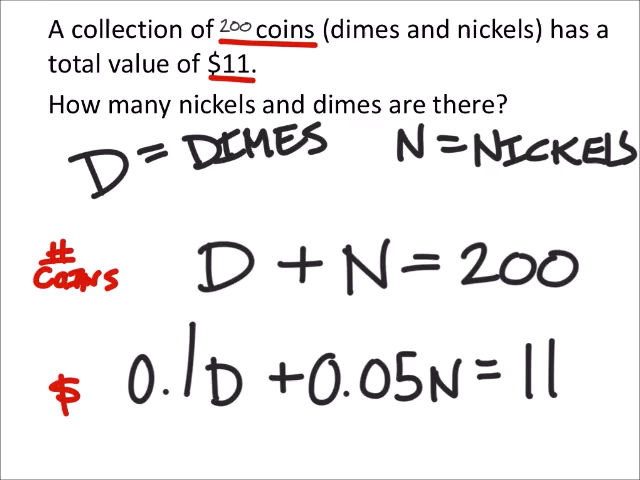 A collection of 200 coins (dimes and nickels) has a
total value of $11.
How many nickels and dimes are there?
D = DIMES N = NICKELS
# COINS D + N = 200
$ 0.1D + 0.05N = 11